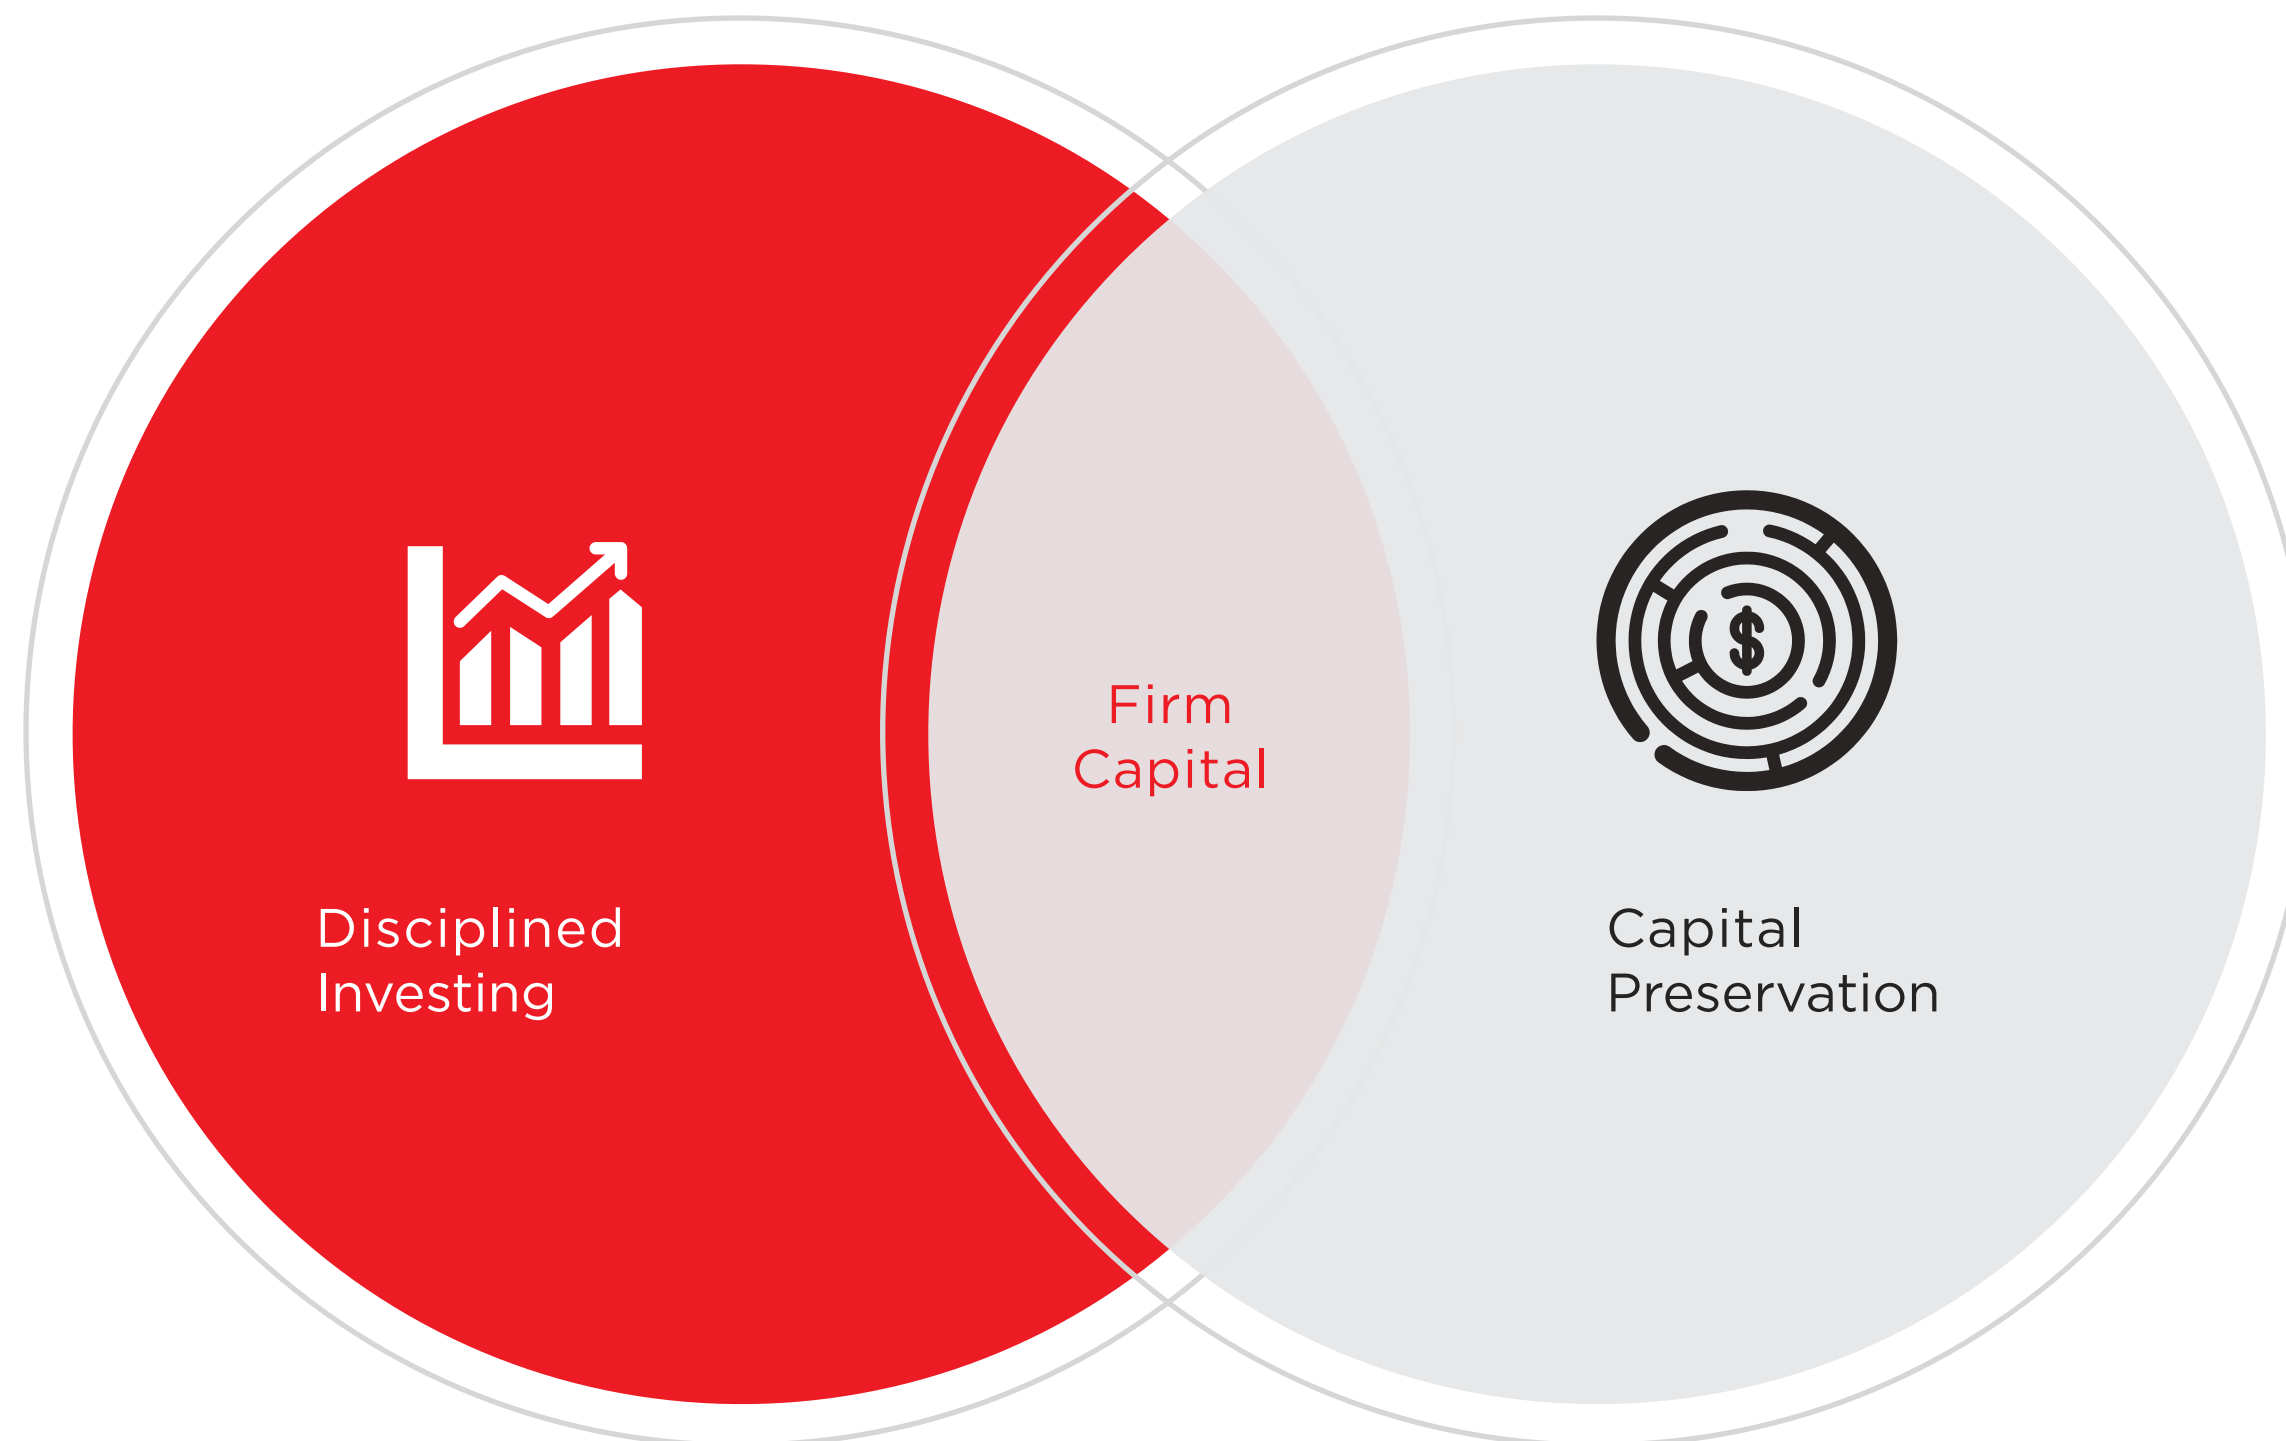 Disciplined
Investing
Firm
Capital
$
Capital
Preservation